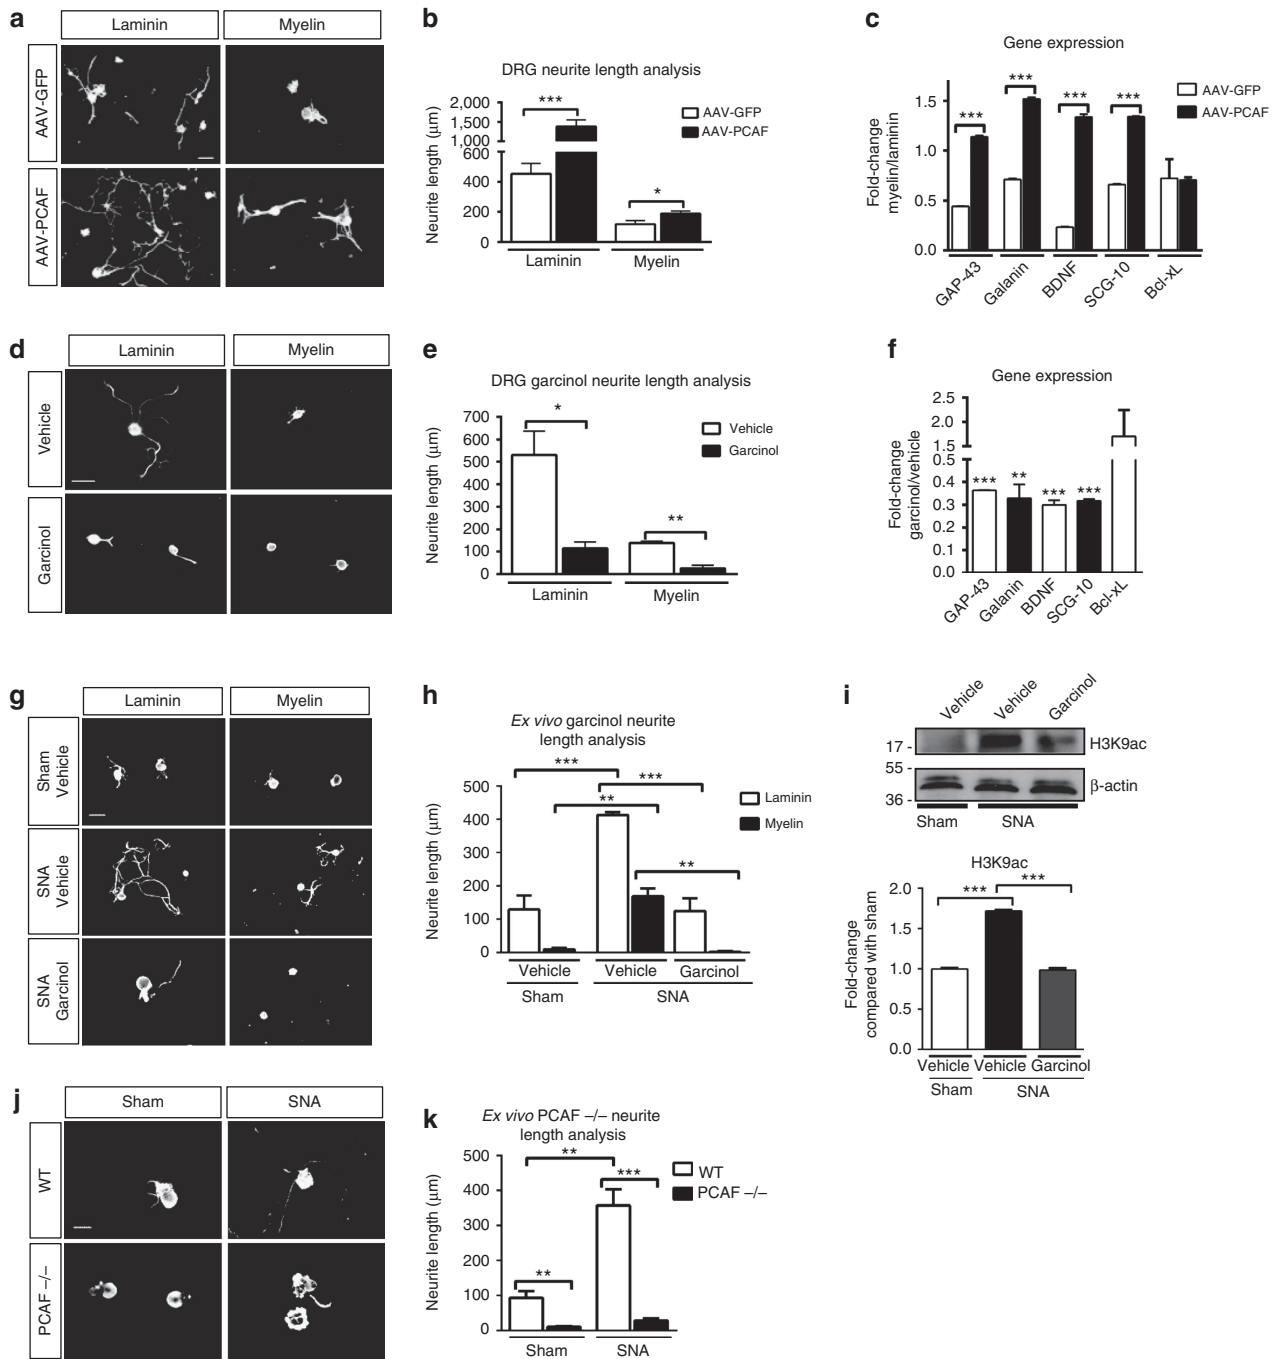 a
Laminin
Myelin
AAV-GFP
AAV-PCAF
b
DRG neurite length analysis
Neurite length (µm)
2,000
1,500
1,000
600
400
200
0
***
*
AAV-GFP
AAV-PCAF
Laminin
Myelin
c
Gene expression
Fold-change
myelin/laminin
1.5
1.0
0.5
0.0
***
***
***
***
AAV-GFP
AAV-PCAF
GAP-43
Galanin
BDNF
SCG-10
Bcl-xL
d
Laminin
Myelin
Vehicle
Garcinol
e
DRG garcinol neurite length analysis
Neurite length (µm)
700
600
500
400
300
200
100
0
*
**
Vehicle
Garcinol
Laminin
Myelin
f
Gene expression
Fold-change
garcinol/vehicle
2.5
2.0
1.5
0.5
0.4
0.3
0.2
0.1
0.0
***
**
***
***
GAP-43
Galanin
BDNF
SCG-10
Bcl-xL
g
Laminin
Myelin
Sham
Vehicle
SNA
Vehicle
SNA
Garcinol
h
Ex vivo garcinol neurite
length analysis
Neurite length (µm)
500
400
300
200
100
0
***
***
**
**
Laminin
Myelin
Vehicle
Vehicle
Garcinol
Sham
SNA
i
Vehicle
Vehicle
Garcinol
17 -
H3K9ac
55 -
36 -
β-actin
Sham
SNA
H3K9ac
Fold-change
compared with sham
2.0
1.5
1.0
0.5
0.0
***
***
Vehicle
Vehicle
Garcinol
Sham
SNA
j
Sham
SNA
WT
PCAF –/–
k
Ex vivo PCAF –/– neurite
length analysis
Neurite length (µm)
500
400
300
200
100
0
**
***
**
WT
PCAF –/–
Sham
SNA